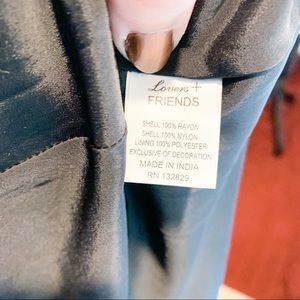 Lovers +
FRIENDS
SHELL 100% RAYON
SHELL 100% NYLON
LINING 100% POLYESTER
EXCLUSIVE OF DECORATION
MADE IN INDIA
RN 132829